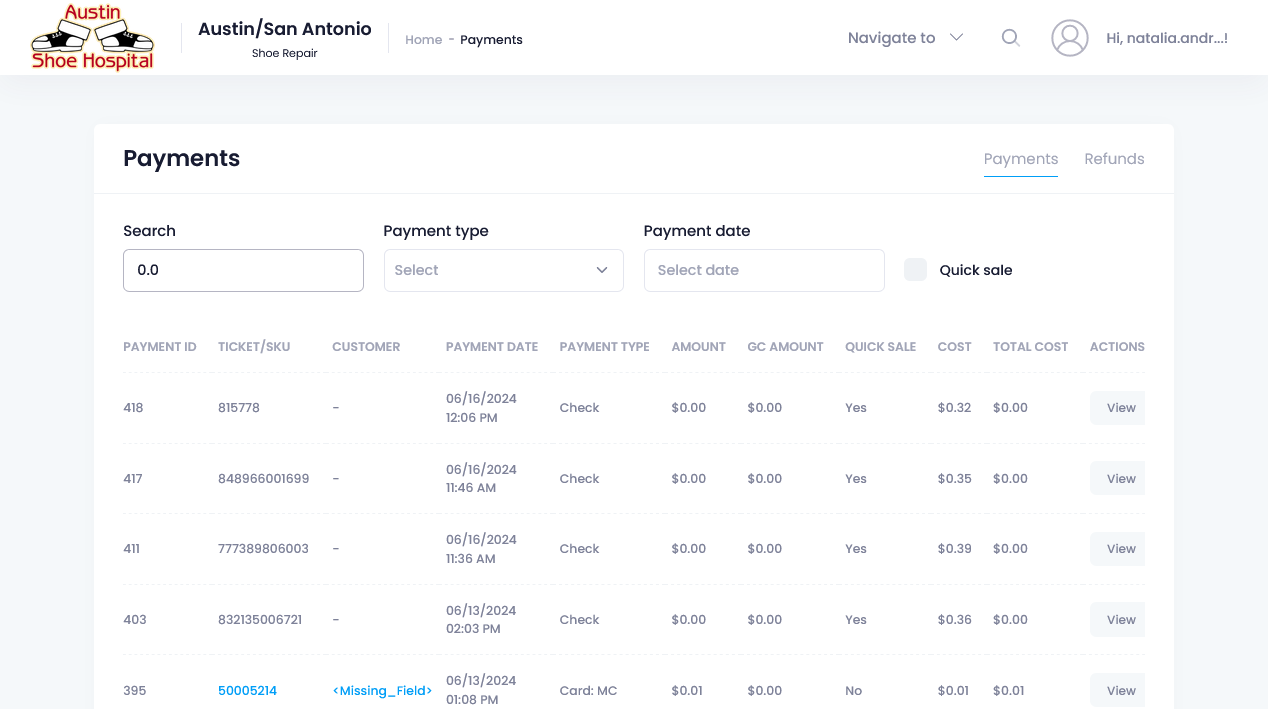 Austin
Shoe Hospital
Austin/San Antonio
Shoe Repair
Home - Payments
Navigate to
Hi, natalia.andr...!
Payments
Payments Refunds
Search Payment type Payment date
0.0 Select Select date Quick sale
PAYMENT ID TICKET/SKU CUSTOMER PAYMENT DATE PAYMENT TYPE AMOUNT GC AMOUNT QUICK SALE COST TOTAL COST ACTIONS
418 815778 - 06/16/2024 12:06 PM Check $0.00 $0.00 Yes $0.32 $0.00 View
417 848966001699 - 06/16/2024 11:46 AM Check $0.00 $0.00 Yes $0.35 $0.00 View
411 777389806003 - 06/16/2024 11:36 AM Check $0.00 $0.00 Yes $0.39 $0.00 View
403 832135006721 - 06/13/2024 02:03 PM Check $0.00 $0.00 Yes $0.36 $0.00 View
395 50005214 <Missing_Field> 06/13/2024 01:08 PM Card: MC $0.01 $0.00 No $0.01 $0.01 View